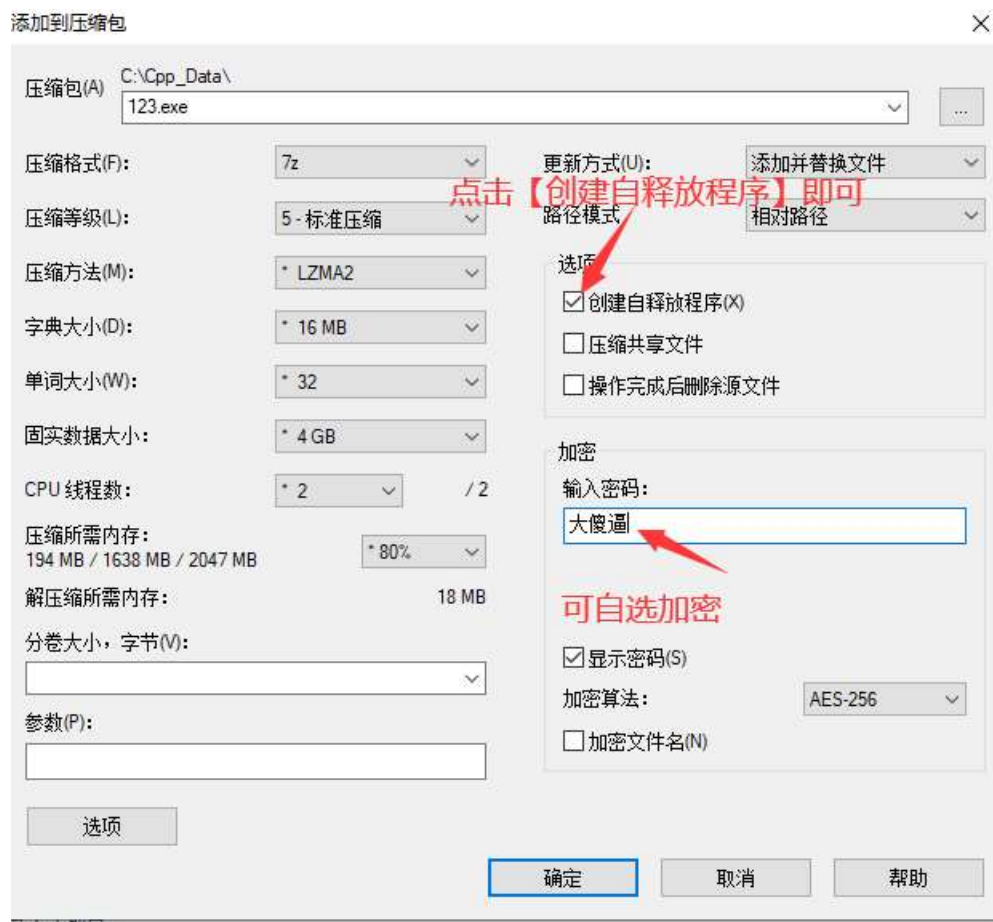 添加到压缩包
压缩包(A)
C:\Cpp_Data\
123.exe
...
压缩格式(F):
7z
压缩等级(L):
5 - 标准压缩
压缩方法(M):
* LZMA2
字典大小(D):
* 16 MB
单词大小(W):
* 32
固实数据大小:
* 4 GB
CPU 线程数:
* 2
/ 2
压缩所需内存:
194 MB / 1638 MB / 2047 MB
* 80%
解压缩所需内存:
18 MB
分卷大小，字节(V):
参数(P):
选项
更新方式(U):
添加并替换文件
点击【创建自释放程序】即可
路径模式
相对路径
选项
创建自释放程序(X)
压缩共享文件
操作完成后删除源文件
加密
输入密码:
大傻逼
可自选加密
显示密码(S)
加密算法:
AES-256
加密文件名(N)
确定
取消
帮助